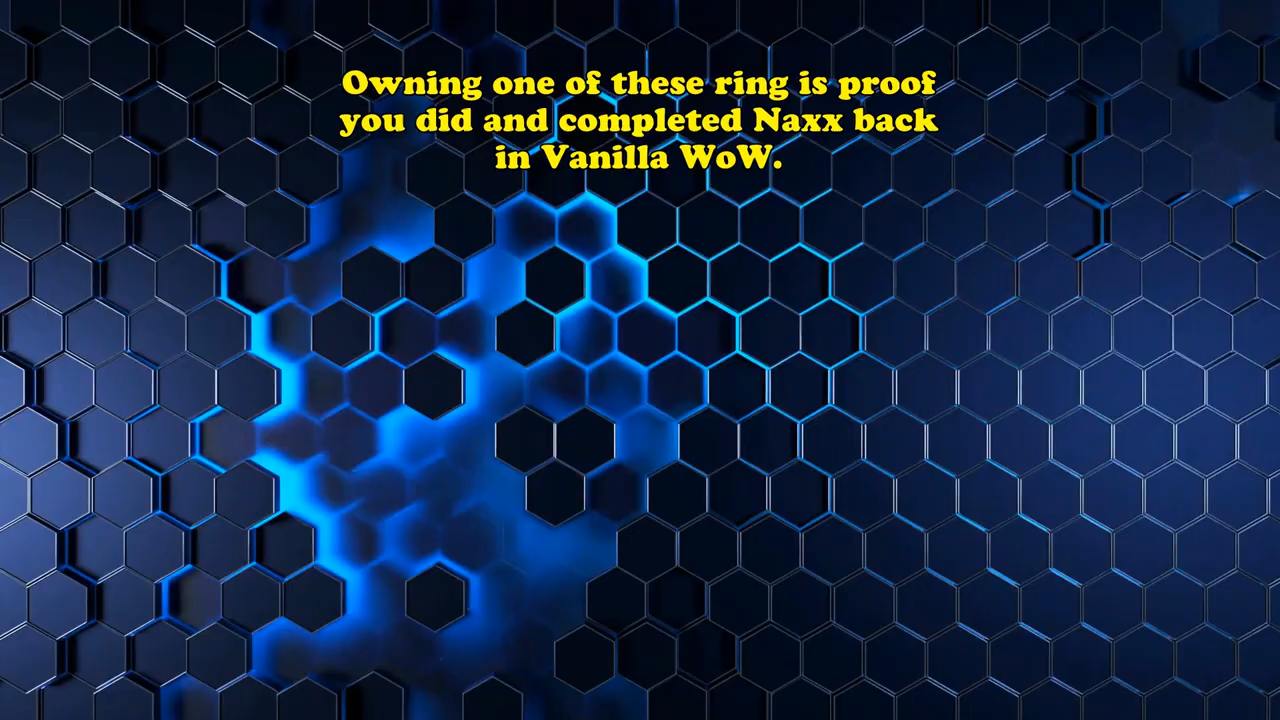 Owning one of these ring is proof
you did and completed Naxx back
in Vanilla WoW.